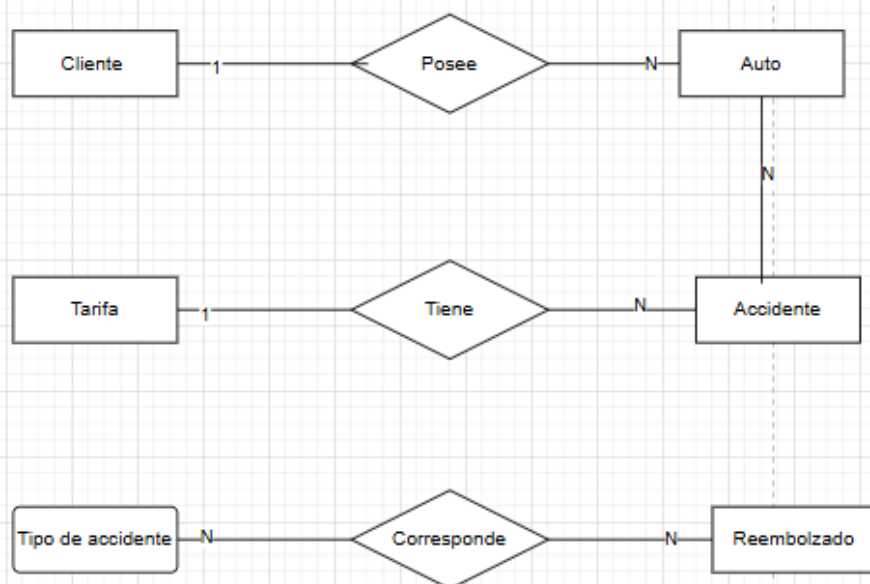 Cliente
1
Posee
N
Auto
N
Tarifa
1
Tiene
N
Accidente
Tipo de accidente
N
Corresponde
N
Reembolzado